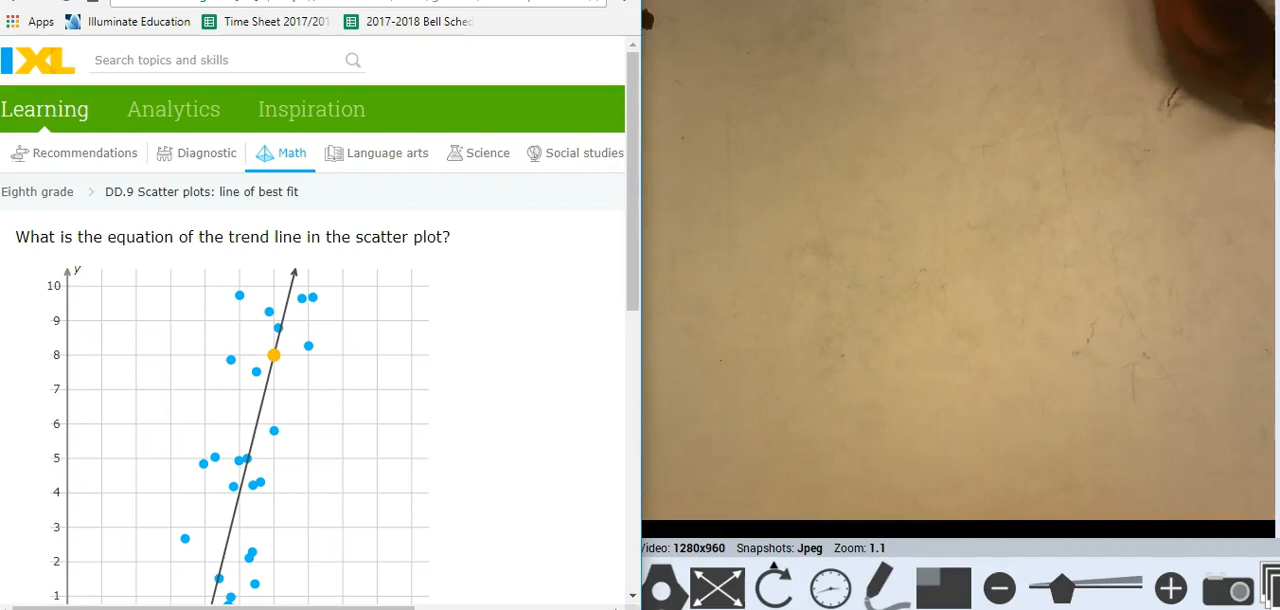 Apps Illuminate Education Time Sheet 2017/201 2017-2018 Bell Sched
IXL Search topics and skills
Learning Analytics Inspiration
Recommendations Diagnostic Math Language arts Science Social studies
Eighth grade > DD.9 Scatter plots: line of best fit
What is the equation of the trend line in the scatter plot?
y
10
9
8
7
6
5
4
3
2
1
Video: 1280x960 Snapshots: Jpeg Zoom: 1.1